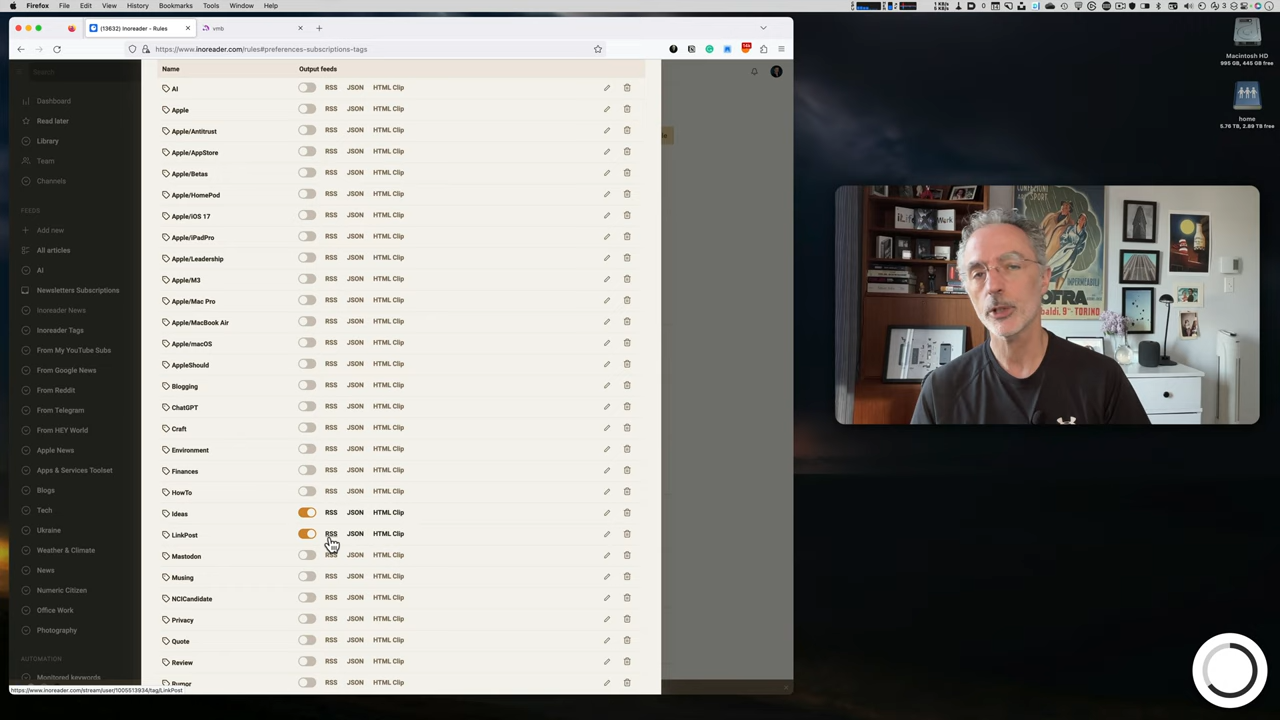 Firefox File Edit View History Bookmarks Tools Window Help
(13632) Inoreader - Rules
vmb
https://www.inoreader.com/rules#preferences-subscriptions-tags
Macintosh HD
995 GB, 445 GB free
home
5.76 TB, 2.89 TB free
Search
Dashboard
Read later
Library
Team
Channels
FEEDS
Add new
All articles
AI
Newsletters Subscriptions
Inoreader News
Inoreader Tags
From My YouTube Subs
From Google News
From Reddit
From Telegram
From HEY World
Apple News
Apps & Services Toolset
Blogs
Tech
Ukraine
Weather & Climate
News
Numeric Citizen
Office Work
Photography
AUTOMATION
Monitored keywords
Name Output feeds
AI RSS JSON HTML Clip
Apple RSS JSON HTML Clip
Apple/Antitrust RSS JSON HTML Clip
Apple/AppStore RSS JSON HTML Clip
Apple/Betas RSS JSON HTML Clip
Apple/HomePod RSS JSON HTML Clip
Apple/iOS 17 RSS JSON HTML Clip
Apple/iPadPro RSS JSON HTML Clip
Apple/Leadership RSS JSON HTML Clip
Apple/M3 RSS JSON HTML Clip
Apple/Mac Pro RSS JSON HTML Clip
Apple/MacBook Air RSS JSON HTML Clip
Apple/macOS RSS JSON HTML Clip
AppleShould RSS JSON HTML Clip
Blogging RSS JSON HTML Clip
ChatGPT RSS JSON HTML Clip
Craft RSS JSON HTML Clip
Environment RSS JSON HTML Clip
Finances RSS JSON HTML Clip
HowTo RSS JSON HTML Clip
Ideas RSS JSON HTML Clip
LinkPost RSS JSON HTML Clip
Mastodon RSS JSON HTML Clip
Musing RSS JSON HTML Clip
NCICandidate RSS JSON HTML Clip
Privacy RSS JSON HTML Clip
Quote RSS JSON HTML Clip
Review RSS JSON HTML Clip
Rumor RSS JSON HTML Clip
https://www.inoreader.com/stream/user/1005513934/tag/LinkPost
CONFEZIONI
SPORT
IMPERMEABILI
TORINO
iLife
Work